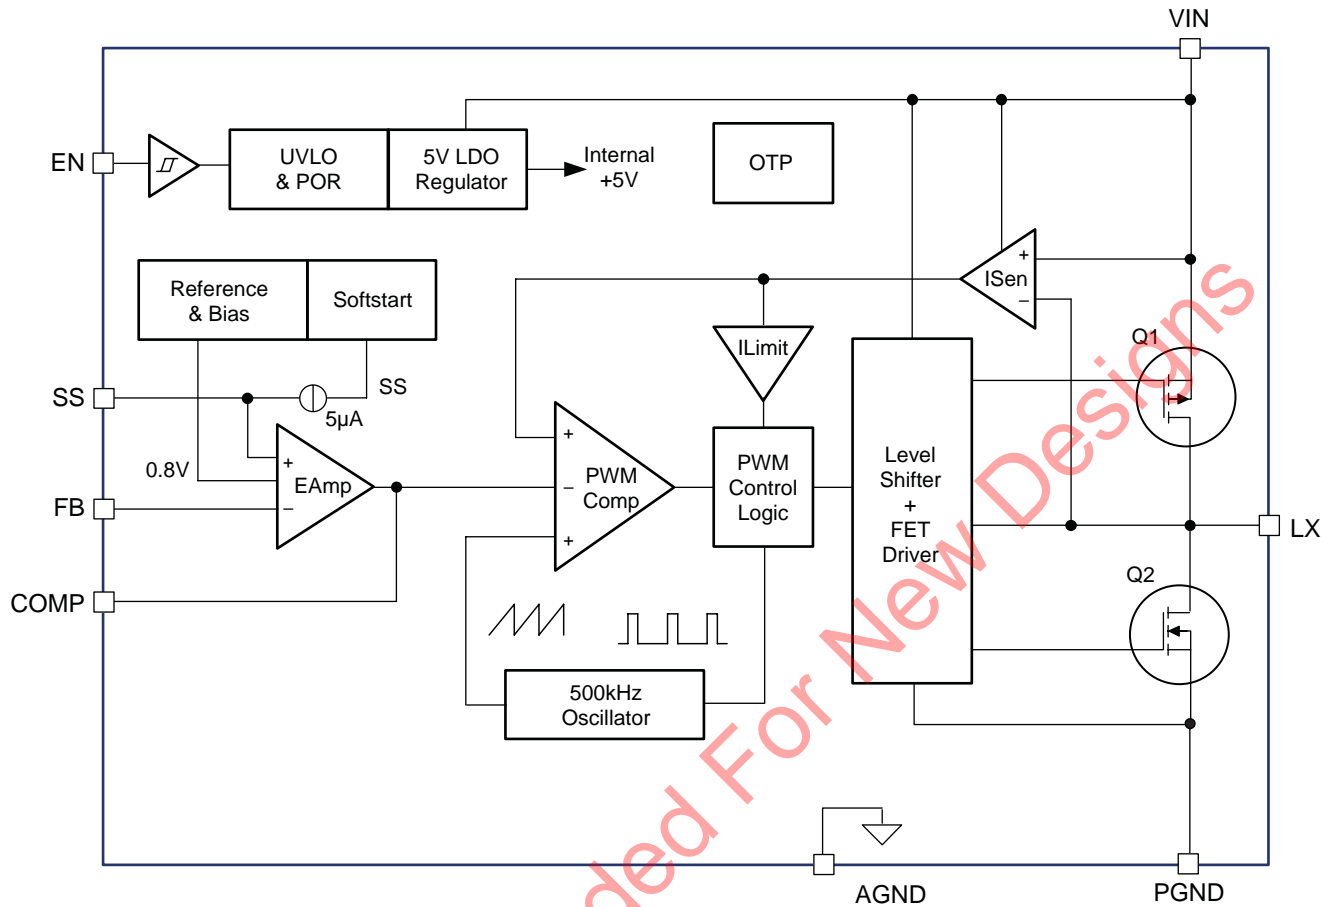 VIN
EN
UVLO
& POR
5V LDO
Regulator
Internal
+5V
OTP
Reference
& Bias
Softstart
+
ISen
−
ILimit
Q1
SS
SS
5µA
0.8V
+
EAmp
−
FB
+
−
PWM
Comp
+
PWM
Control
Logic
Level
Shifter
+
FET
Driver
LX
Q2
COMP
500kHz
Oscillator
AGND
PGND
ded For New Designs